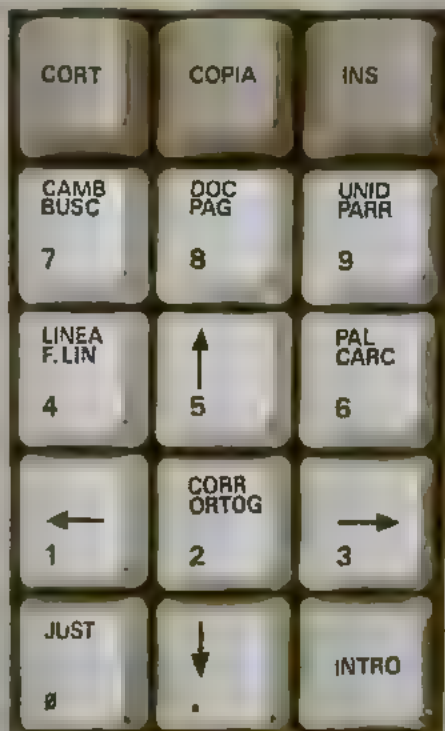 CORT
COPIA
INS
CAMB
BUSC
7
DOC
PAG
8
UNID
PARR
9
LINEA
F. LIN
4
↑
5
PAL
CARC
6
←
1
CORR
ORTOG
2
→
3
JUST
0
↓
.
INTRO